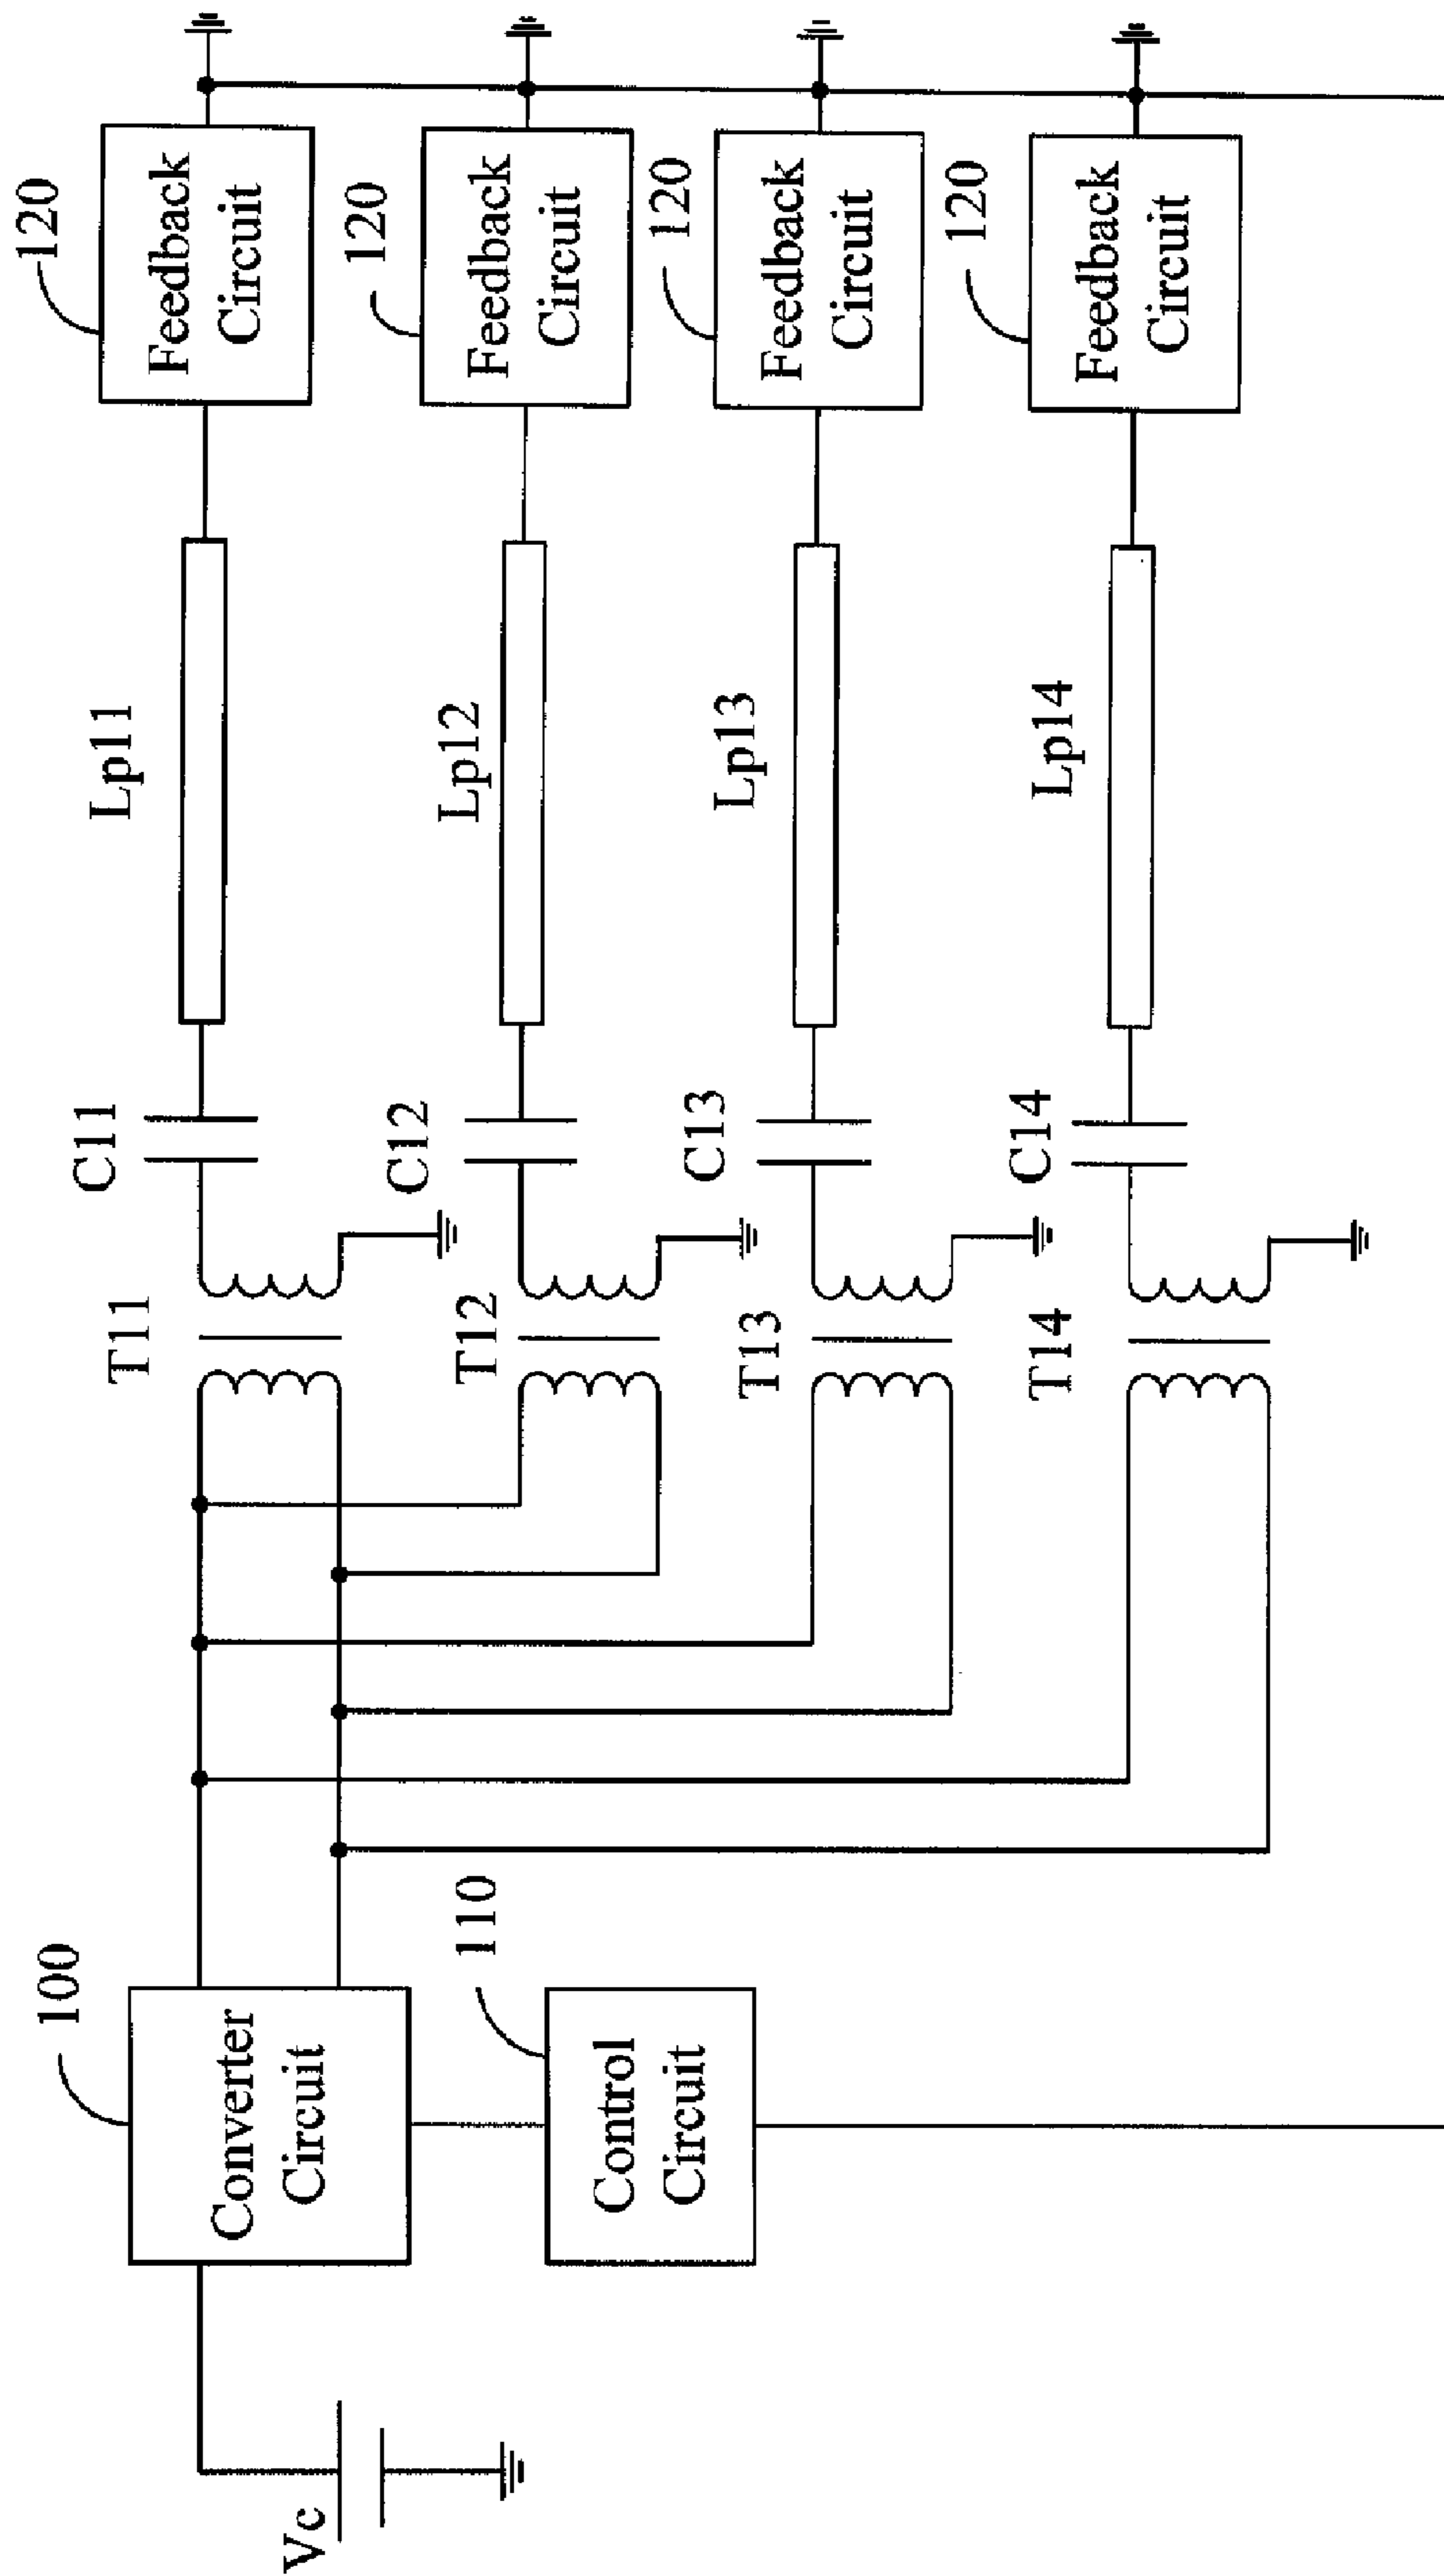 Vc
100
Converter
Circuit
110
Control
Circuit
T11
C11
Lp11
120
Feedback
Circuit
T12
C12
Lp12
120
Feedback
Circuit
T13
C13
Lp13
120
Feedback
Circuit
T14
C14
Lp14
120
Feedback
Circuit